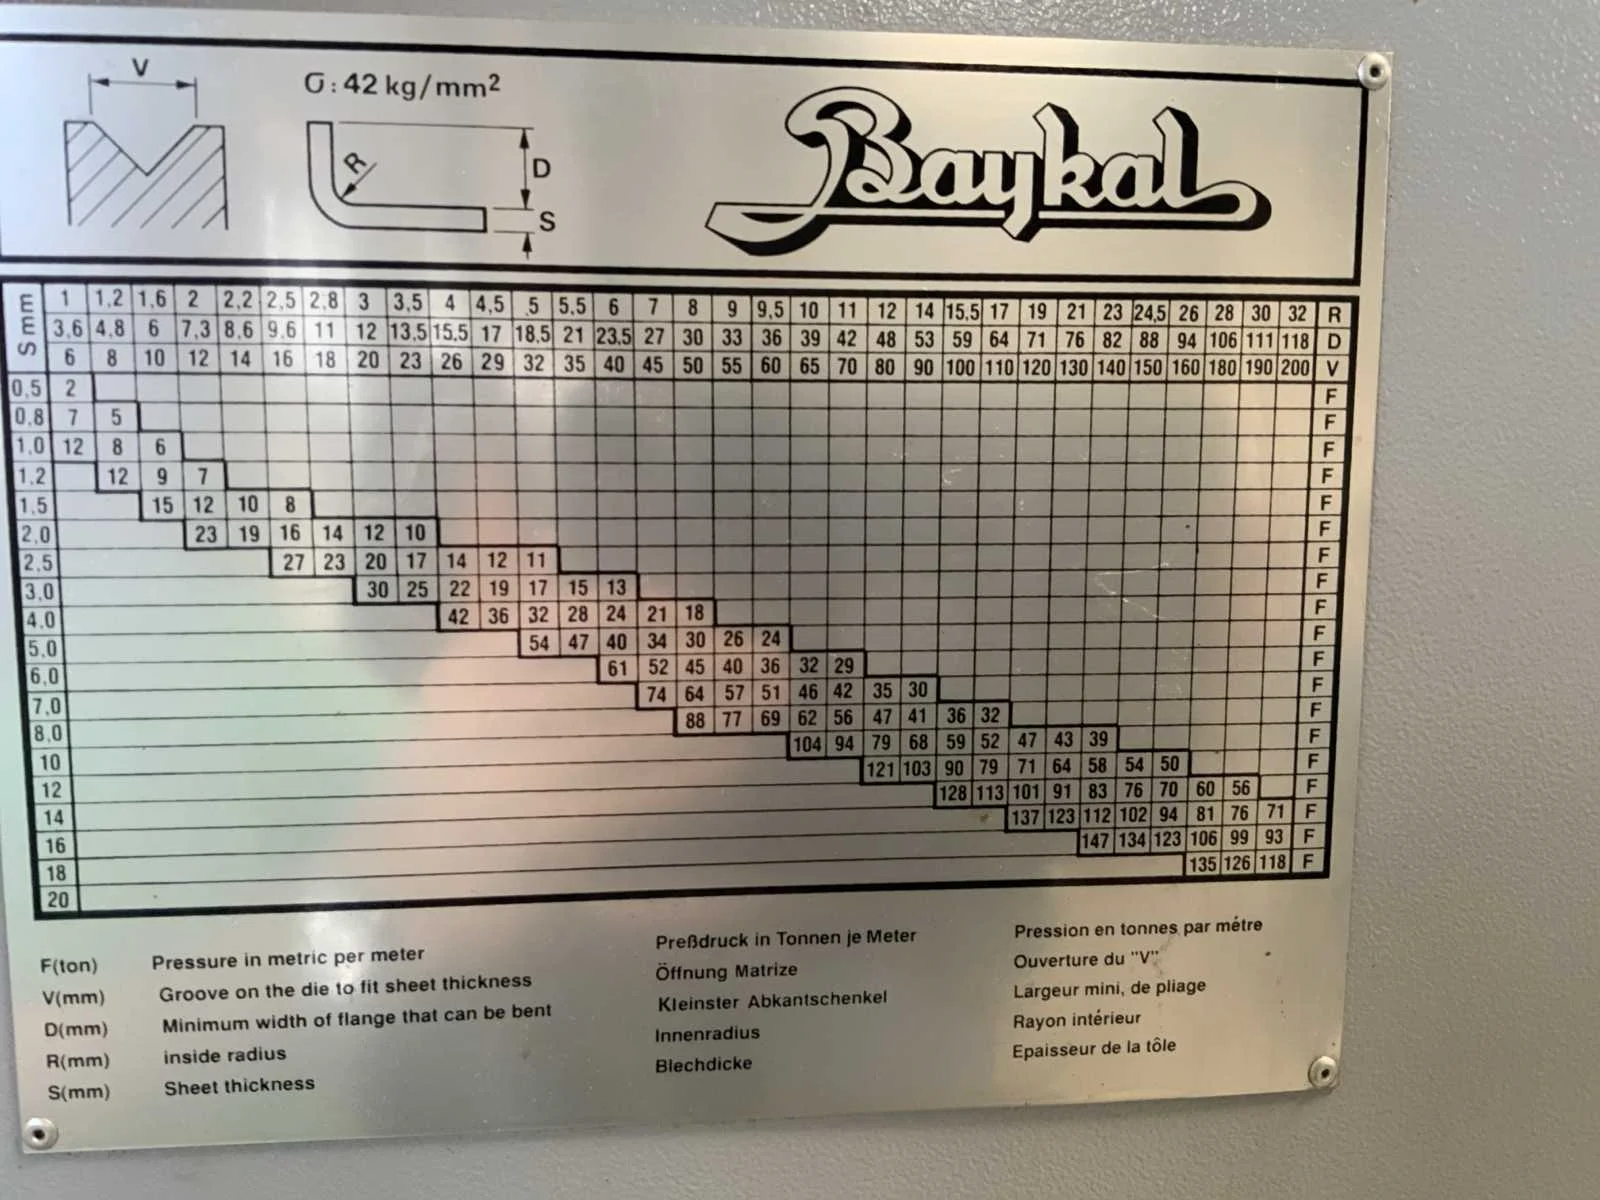 V
σ : 42 kg/mm²
R
D
S
Baykal
S mm
1 1,2 1,6 2 2,2 2,5 2,8 3 3,5 4 4,5 5 5.5 6 7 8 9 9,5 10 11 12 14 15,5 17 19 21 23 24,5 26 28 30 32 R
3,6 4,8 6 7,3 8,6 9,6 11 12 13,5 15,5 17 18,5 21 23,5 27 30 33 36 39 42 48 53 59 64 71 76 82 88 94 106 111 118 D
6 8 10 12 14 16 18 20 23 26 29 32 35 40 45 50 55 60 65 70 80 90 100 110 120 130 140 150 160 180 190 200 V
0,5 2 F
0,8 7 5 F
1,0 12 8 6 F
1,2 12 9 7 F
1,5 15 12 10 8 F
2,0 23 19 16 14 12 10 F
2,5 27 23 20 17 14 12 11 F
3,0 30 25 22 19 17 15 13 F
4,0 42 36 32 28 24 21 18 F
5,0 54 47 40 34 30 26 24 F
6,0 61 52 45 40 36 32 29 F
7,0 74 64 57 51 46 42 35 30 F
8,0 88 77 69 62 56 47 41 36 32 F
10 104 94 79 68 59 52 47 43 39 F
12 121 103 90 79 71 64 58 54 50 F
14 128 113 101 91 83 76 70 60 56 F
16 137 123 112 102 94 81 76 71 F
18 147 134 123 106 99 93 F
20 135 126 118 F
F(ton) Pressure in metric per meter Preßdruck in Tonnen je Meter Pression en tonnes par métre
V(mm) Groove on the die to fit sheet thickness Öffnung Matrize Ouverture du "V"
D(mm) Minimum width of flange that can be bent Kleinster Abkantschenkel Largeur mini, de pliage
R(mm) inside radius Innenradius Rayon intérieur
S(mm) Sheet thickness Blechdicke Epaisseur de la tôle